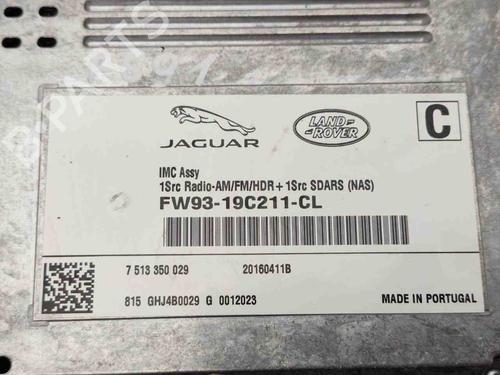 B-PARTS
JAGUAR
LAND-
ROVER
C
IMC Assy
1Src Radio-AM/FM/HDR + 1Src SDARS (NAS)
FW93-19C211-CL
7 513 350 029 20160411B
815 GHJ4B0029 G 0012023 MADE IN PORTUGAL